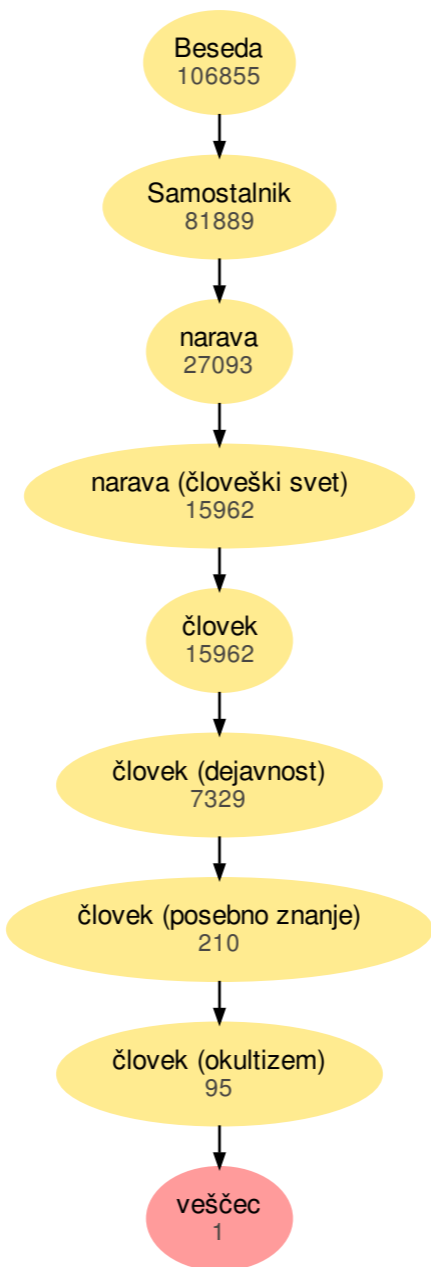 Beseda
106855
Samostalnik
81889
narava
27093
narava (človeški svet)
15962
človek
15962
človek (dejavnost)
7329
človek (posebno znanje)
210
človek (okultizem)
95
veščec
1